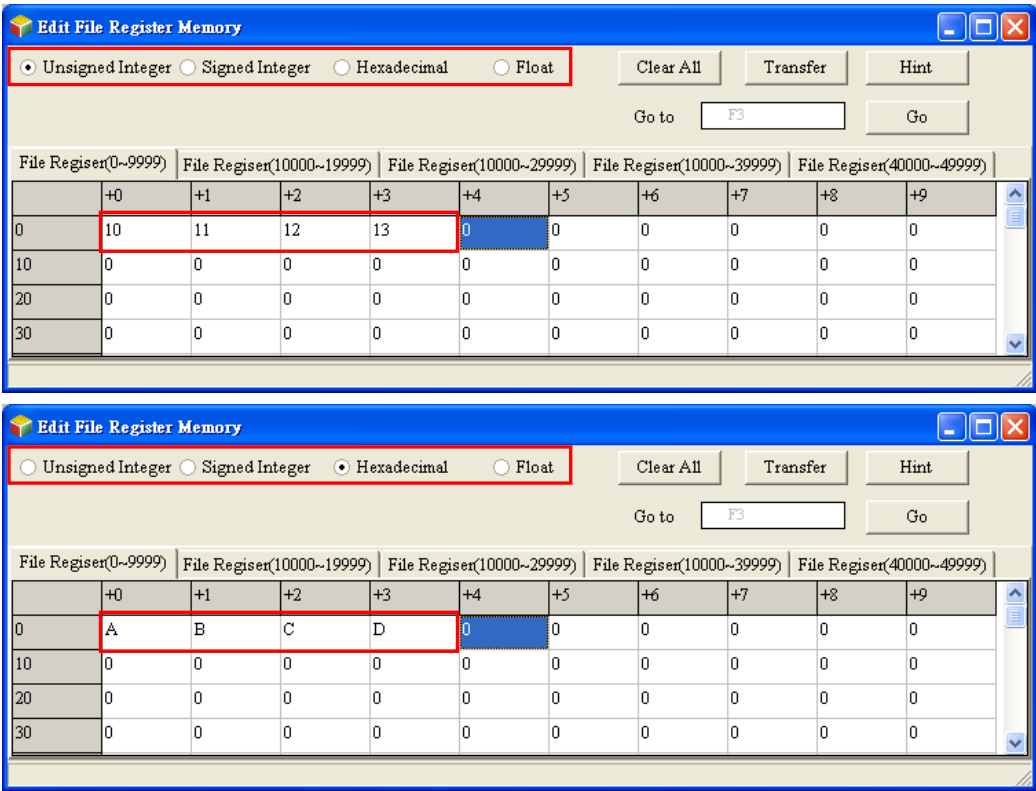 Edit File Register Memory
Unsigned Integer Signed Integer Hexadecimal Float Clear All Transfer Hint
Go to F3 Go
File Regiser(0~9999) File Regiser(10000~19999) File Regiser(10000~29999) File Regiser(10000~39999) File Regiser(40000~49999)
+0 +1 +2 +3 +4 +5 +6 +7 +8 +9
0 10 11 12 13 0 0 0 0 0 0
10 0 0 0 0 0 0 0 0 0 0
20 0 0 0 0 0 0 0 0 0 0
30 0 0 0 0 0 0 0 0 0 0
Edit File Register Memory
Unsigned Integer Signed Integer Hexadecimal Float Clear All Transfer Hint
Go to F3 Go
File Regiser(0~9999) File Regiser(10000~19999) File Regiser(10000~29999) File Regiser(10000~39999) File Regiser(40000~49999)
+0 +1 +2 +3 +4 +5 +6 +7 +8 +9
0 A B C D 0 0 0 0 0 0
10 0 0 0 0 0 0 0 0 0 0
20 0 0 0 0 0 0 0 0 0 0
30 0 0 0 0 0 0 0 0 0 0